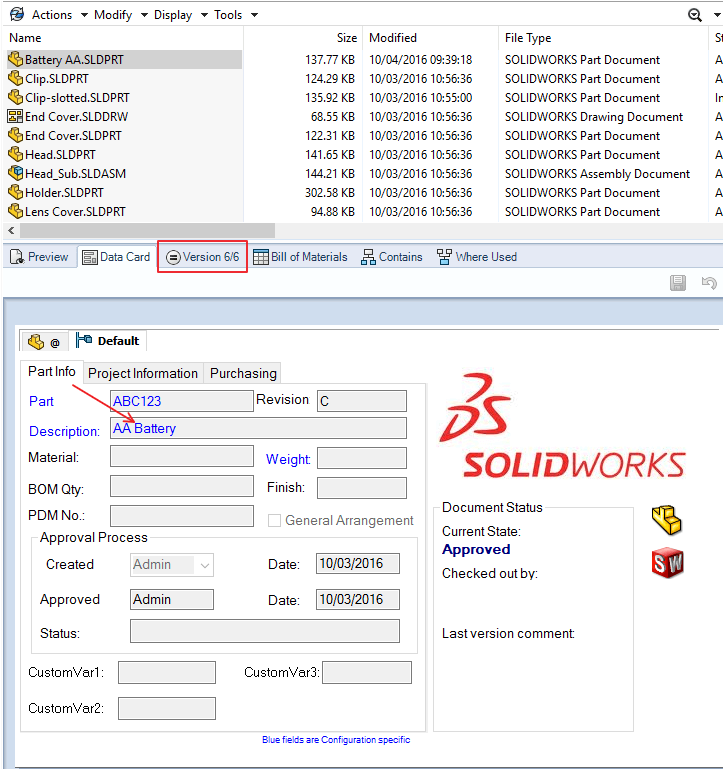 Actions Modify Display Tools
Name Size Modified File Type St
Battery AA.SLDPRT 137.77 KB 10/04/2016 09:39:18 SOLIDWORKS Part Document A
Clip.SLDPRT 124.29 KB 10/03/2016 10:56:36 SOLIDWORKS Part Document A
Clip-slotted.SLDPRT 135.92 KB 10/03/2016 10:55:00 SOLIDWORKS Part Document In
End Cover.SLDDRW 68.55 KB 10/03/2016 10:56:36 SOLIDWORKS Drawing Document A
End Cover.SLDPRT 122.31 KB 10/03/2016 10:56:36 SOLIDWORKS Part Document A
Head.SLDPRT 141.65 KB 10/03/2016 10:56:36 SOLIDWORKS Part Document A
Head_Sub.SLDASM 144.21 KB 10/03/2016 10:56:36 SOLIDWORKS Assembly Document A
Holder.SLDPRT 302.58 KB 10/03/2016 10:56:36 SOLIDWORKS Part Document A
Lens Cover.SLDPRT 94.88 KB 10/03/2016 10:56:36 SOLIDWORKS Part Document A
Preview Data Card Version 6/6 Bill of Materials Contains Where Used
@ Default
Part Info Project Information Purchasing
Part ABC123 Revision C
Description: AA Battery
Material: Weight:
BOM Qty: Finish:
PDM No.: General Arrangement
Approval Process
Created Admin Date: 10/03/2016
Approved Admin Date: 10/03/2016
Status:
CustomVar1: CustomVar3:
CustomVar2:
Blue fields are Configuration specific
SOLIDWORKS
Document Status
Current State:
Approved
Checked out by:
Last version comment:
SW